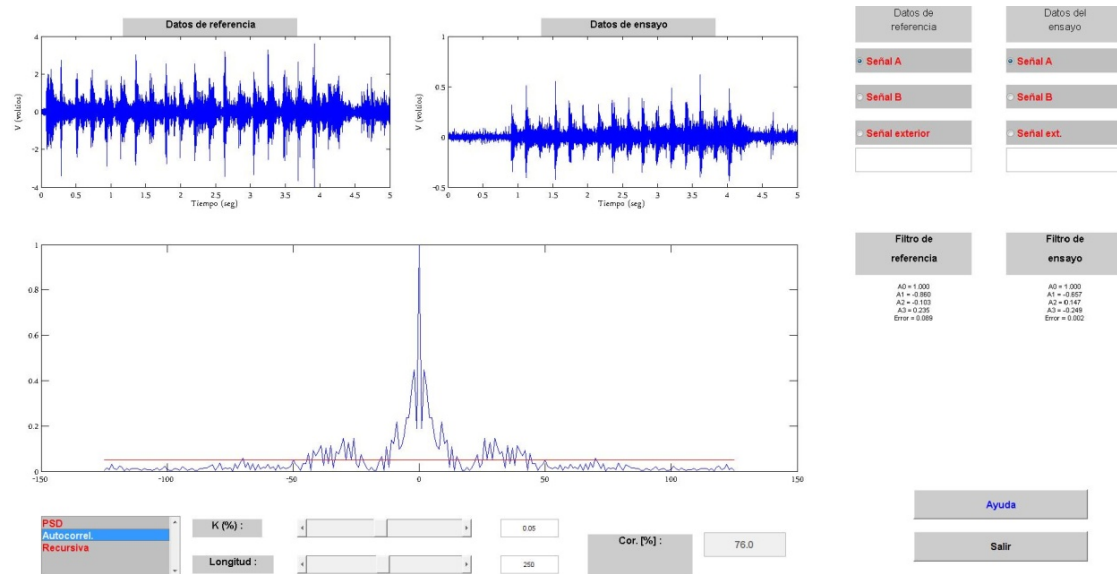 Datos de referencia
Datos de ensayo
4
2
0
-2
-4
V (voltios)
0 0.5 1 1.5 2 2.5 3 3.5 4 4.5 5
Tiempo (seg)
1
0.5
0
-0.5
V (voltios)
0 0.5 1 1.5 2 2.5 3 3.5 4 4.5 5
Tiempo (seg)
Datos de
referencia
Señal A
Señal B
Señal exterior
Datos del
ensayo
Señal A
Señal B
Señal ext.
1
0.8
0.6
0.4
0.2
0
-150 -100 -50 0 50 100 150
Filtro de
referencia
A0 = 1.000
A1 = -0.860
A2 = -0.103
A3 = 0.235
Error = 0.089
Filtro de
ensayo
A0 = 1.000
A1 = -0.657
A2 = 0.147
A3 = -0.249
Error = 0.002
PSD
Autocorrel.
Recursiva
K (%) :
0.05
Longitud :
250
Cor. [%] :
76.0
Ayuda
Salir